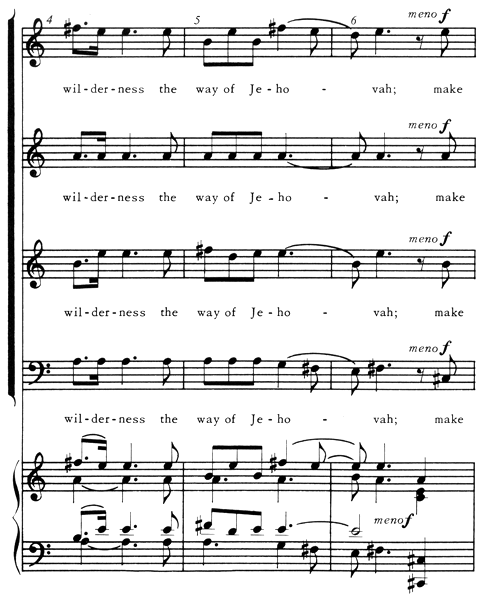 4 5 6 meno f
wil-der-ness the way of Je-ho - vah; make
meno f
wil-der-ness the way of Je-ho - vah; make
meno f
wil-der-ness the way of Je-ho - vah; make
meno f
wil-der-ness the way of Je-ho - vah; make
meno f